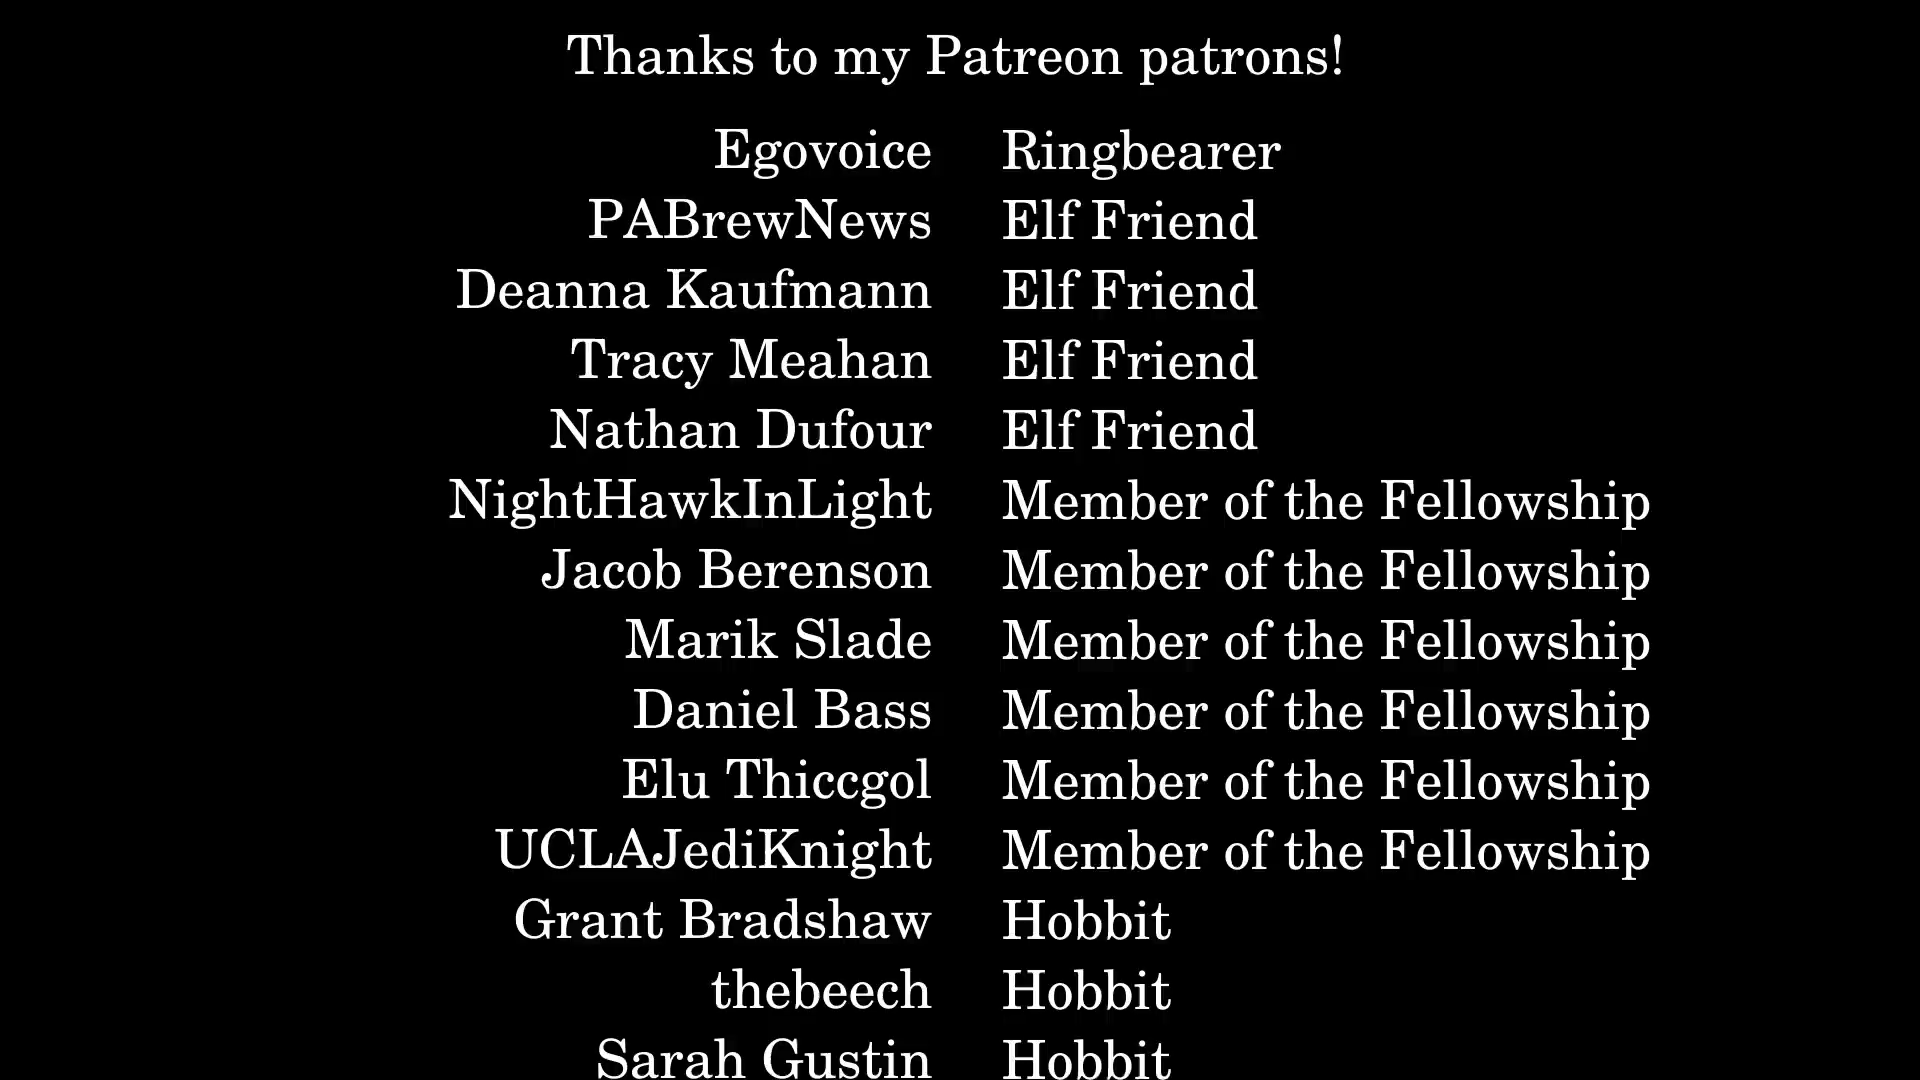 Thanks to my Patreon patrons!
Egovoice Ringbearer
PABrewNews Elf Friend
Deanna Kaufmann Elf Friend
Tracy Meahan Elf Friend
Nathan Dufour Elf Friend
NightHawkInLight Member of the Fellowship
Jacob Berenson Member of the Fellowship
Marik Slade Member of the Fellowship
Daniel Bass Member of the Fellowship
Elu Thiccgol Member of the Fellowship
UCLAJediKnight Member of the Fellowship
Grant Bradshaw Hobbit
thebeech Hobbit
Sarah Gustin Hobbit